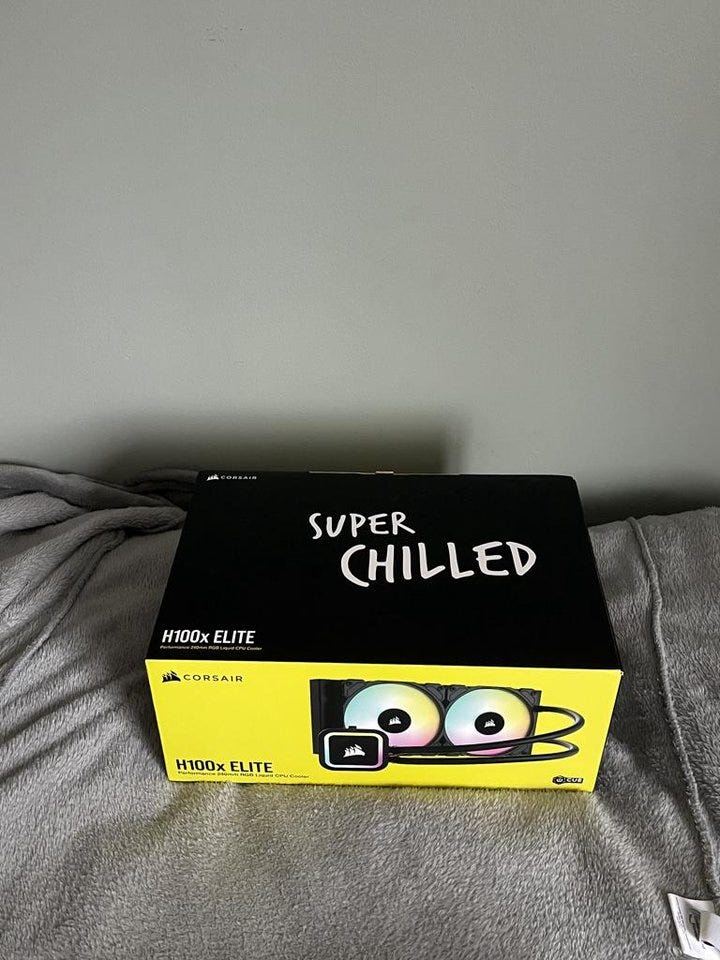 CORSAIR
SUPER
CHILLED
H100x ELITE
Performance 240mm RGB Liquid CPU Cooler
CORSAIR
H100x ELITE
Performance 240mm RGB Liquid CPU Cooler
iCUE